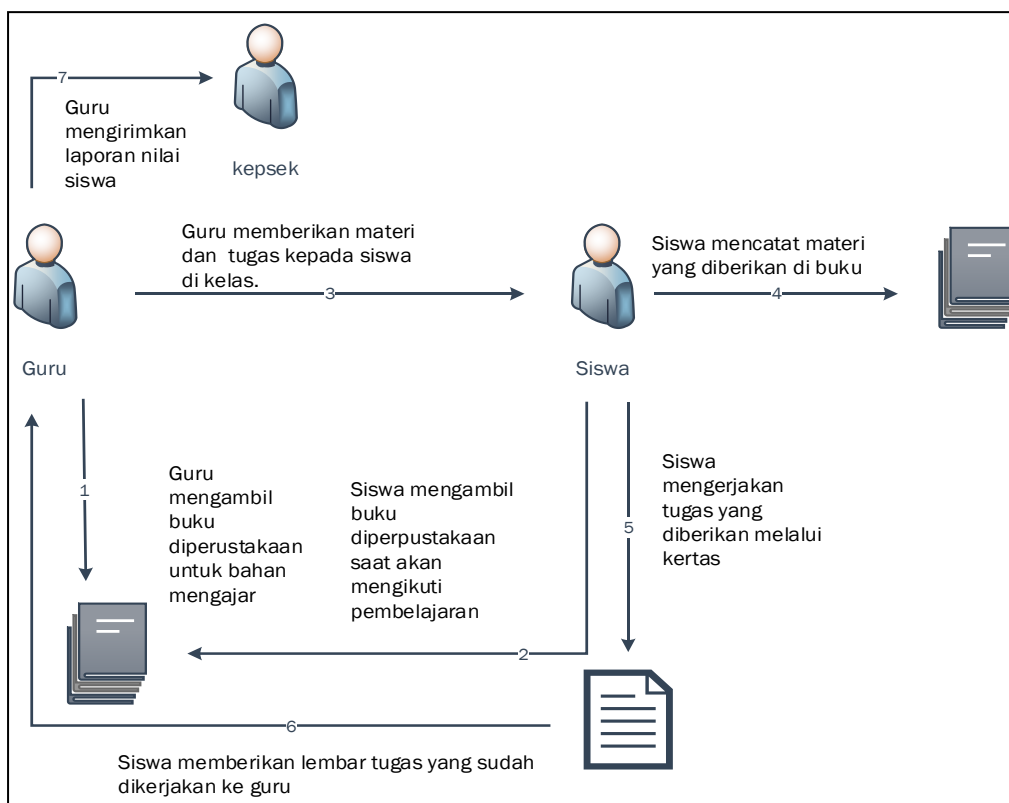 7
Guru
mengirimkan
laporan nilai
siswa
kepsek
Guru memberikan materi
dan tugas kepada siswa
di kelas.
3
Siswa mencatat materi
yang diberikan di buku
4
Guru
Siswa
1
Guru
mengambil
buku
diperustakaan
untuk bahan
mengajar
Siswa mengambil
buku
diperpustakaan
saat akan
mengikuti
pembelajaran
Siswa
mengerjakan
tugas yang
diberikan melalui
kertas
5
2
6
Siswa memberikan lembar tugas yang sudah
dikerjakan ke guru